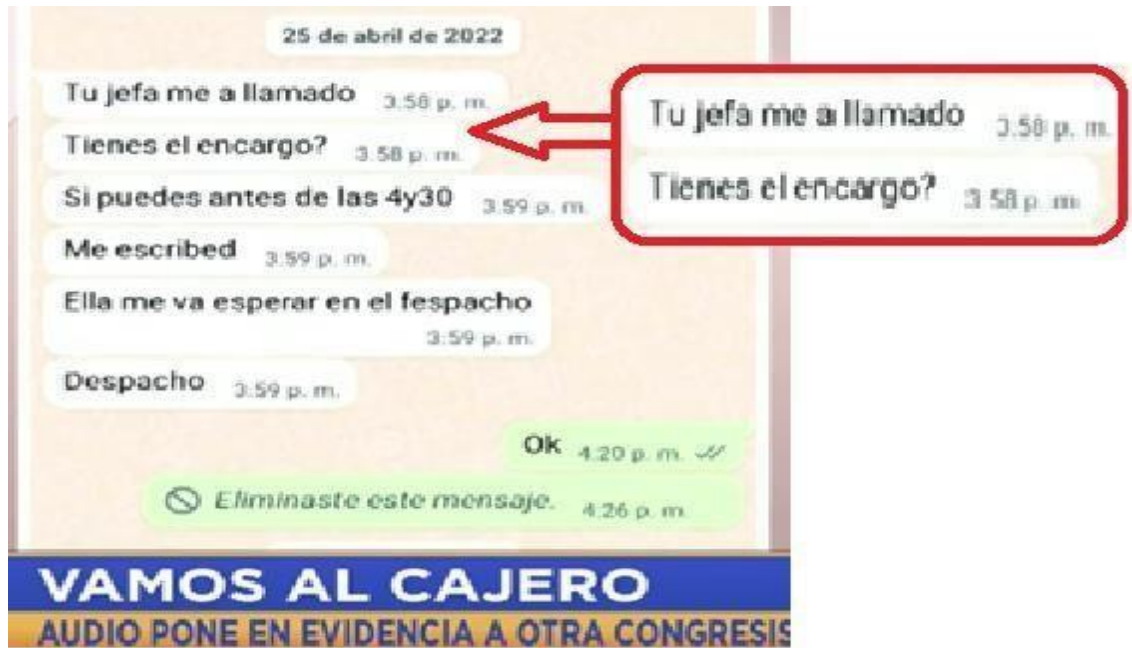 25 de abril de 2022
Tu jefa me a llamado 3:58 p. m.
Tienes el encargo? 3:58 p. m.
Si puedes antes de las 4y30 3:59 p. m.
Me escribed 3:59 p. m.
Ella me va esperar en el fespacho
3:59 p. m.
Despacho 3:59 p. m.
Ok 4:20 p. m.
Eliminaste este mensaje. 4:26 p. m.
Tu jefa me a llamado 3:58 p. m.
Tienes el encargo? 3:58 p. m.
VAMOS AL CAJERO
AUDIO PONE EN EVIDENCIA A OTRA CONGRESIS